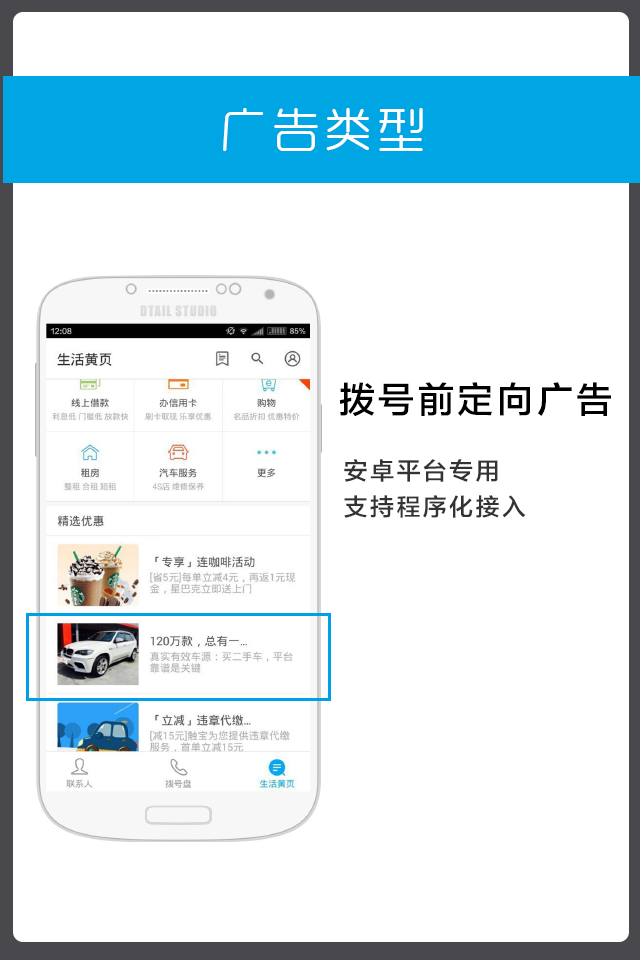 广告类型
DTAIL STUDIO
12:08
85%
生活黄页
线上借款 办信用卡 购物
利息低 门槛低 放款快 刷卡取现 乐享优惠 名品折扣 优惠特价
租房 汽车服务 更多
整租 合租 短租 4S店 维修保养
精选优惠
「专享」连咖啡活动
[省5元]每单立减4元，再返1元现
金，星巴克立即送上门
120万款，总有一...
真实有效车源：买二手车，平台
靠谱是关键
「立减」违章代缴...
[减15元]触宝为您提供违章代缴
服务，首单立减15元
联系人 拨号盘 生活黄页
拨号前定向广告
安卓平台专用
支持程序化接入